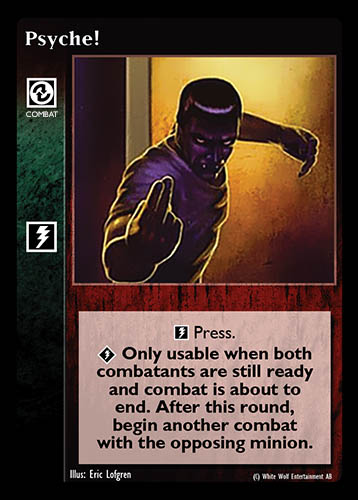 Psyche!
COMBAT
Press.
Only usable when both
combatants are still ready
and combat is about to
end. After this round,
begin another combat
with the opposing minion.
Illus: Eric Lofgren
(C) White Wolf Entertainment AB